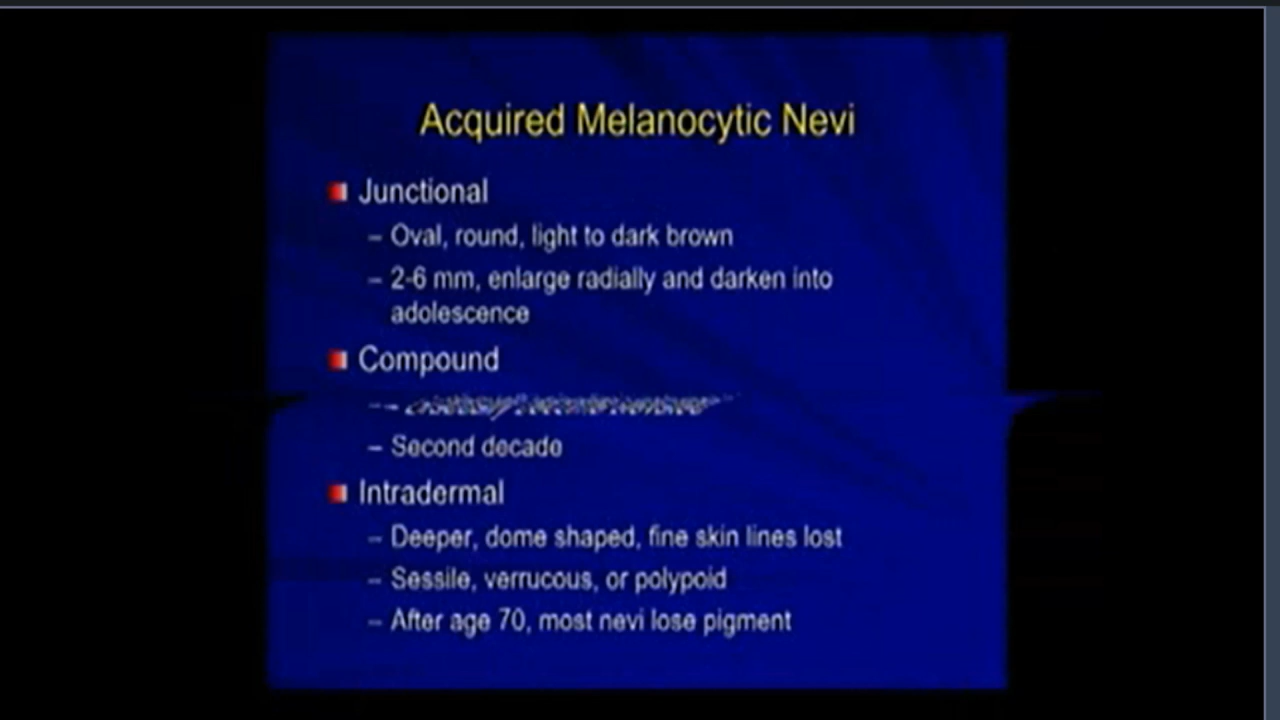 Acquired Melanocytic Nevi
Junctional
– Oval, round, light to dark brown
– 2-6 mm, enlarge radially and darken into
adolescence
Compound
– Second decade
Intradermal
– Deeper, dome shaped, fine skin lines lost
– Sessile, verrucous, or polypoid
– After age 70, most nevi lose pigment